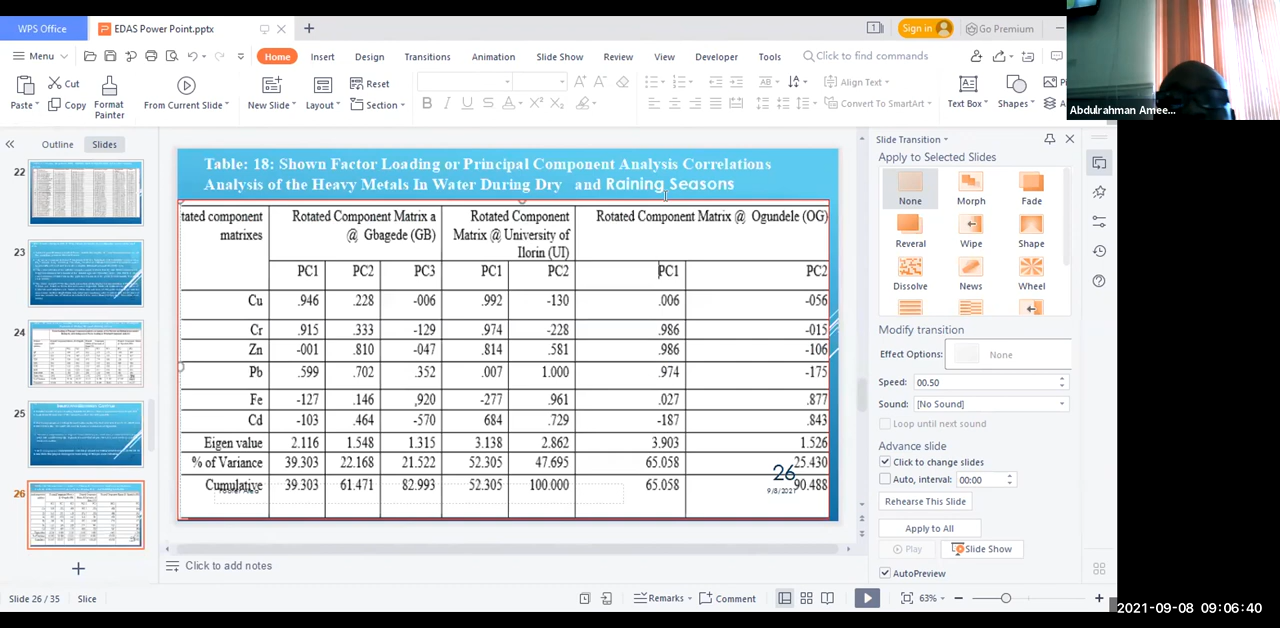 WPS Office
EDAS Power Point.pptx
Sign in
Go Premium
Menu
Home
Insert
Design
Transitions
Animation
Slide Show
Review
View
Developer
Tools
Click to find commands
Paste
Cut
Copy
Format Painter
From Current Slide
New Slide
Layout
Reset
Section
Align Text
Convert To SmartArt
Text Box
Shapes
Abdulrahman Amee...
Outline
Slides
22
23
24
25
26
Table: 18: Shown Factor Loading or Principal Component Analysis Correlations
Analysis of the Heavy Metals In Water During Dry and Raining Seasons
tated component matrixes
Rotated Component Matrix a @ Gbagede (GB)
Rotated Component Matrix @ University of Ilorin (UI)
Rotated Component Matrix @ Ogundele (OG)
PC1 PC2 PC3 PC1 PC2 PC1 PC2
Cu .946 .228 -006 .992 -130 .006 -056
Cr .915 .333 -129 .974 -228 .986 -015
Zn -001 .810 -047 .814 .581 .986 -106
Pb .599 .702 .352 .007 1.000 .974 -175
Fe -127 .146 ,920 -277 .961 .027 .877
Cd -103 .464 -570 .684 .729 -187 .843
Eigen value 2.116 1.548 1.315 3.138 2.862 3.903 1.526
% of Variance 39.303 22.168 21.522 52.305 47.695 65.058 25.430
Cumulative 39.303 61.471 82.993 52.305 100.000 65.058 90.488
26
9/8/2021
Click to add notes
Slide Transition
Apply to Selected Slides
None
Morph
Fade
Reveral
Wipe
Shape
Dissolve
News
Wheel
Modify transition
Effect Options: None
Speed: 00.50
Sound: [No Sound]
Loop until next sound
Advance slide
Click to change slides
Auto, interval: 00:00
Rehearse This Slide
Apply to All
Play
Slide Show
AutoPreview
Slide 26 / 35
Slice
Remarks
Comment
63%
2021-09-08 09:06:40